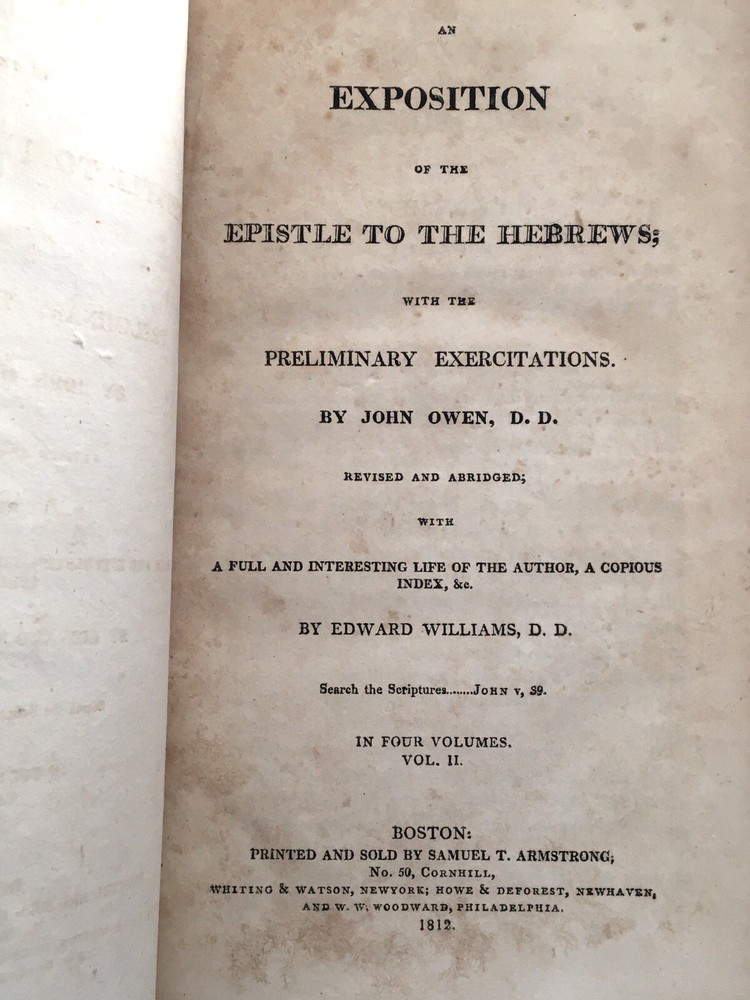 AN
EXPOSITION
OF THE
EPISTLE TO THE HEBREWS;
WITH THE
PRELIMINARY EXERCITATIONS.
BY JOHN OWEN, D. D.
REVISED AND ABRIDGED;
WITH
A FULL AND INTERESTING LIFE OF THE AUTHOR, A COPIOUS
INDEX, &c.
BY EDWARD WILLIAMS, D. D.
Search the Scriptures........JOHN v, 39.
IN FOUR VOLUMES.
VOL. II.
BOSTON:
PRINTED AND SOLD BY SAMUEL T. ARMSTRONG,
No. 50, CORNHILL,
WHITING & WATSON, NEWYORK; HOWE & DEFOREST, NEWHAVEN,
AND W. W. WOODWARD, PHILADELPHIA.
1812.